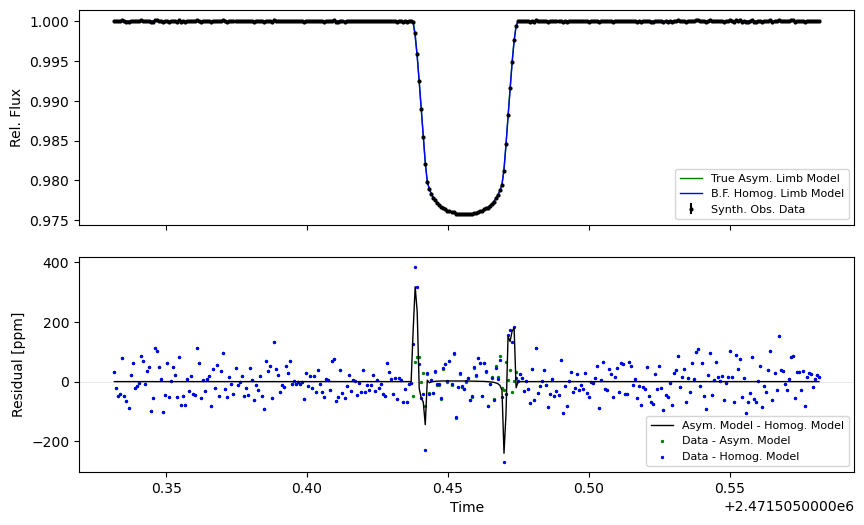 1.000
0.995
0.990
0.985
0.980
0.975
Rel. Flux
True Asym. Limb Model
B.F. Homog. Limb Model
Synth. Obs. Data
400
200
0
−200
Residual [ppm]
Asym. Model - Homog. Model
Data - Asym. Model
Data - Homog. Model
0.35
0.40
0.45
0.50
0.55
Time
+2.4715050000e6